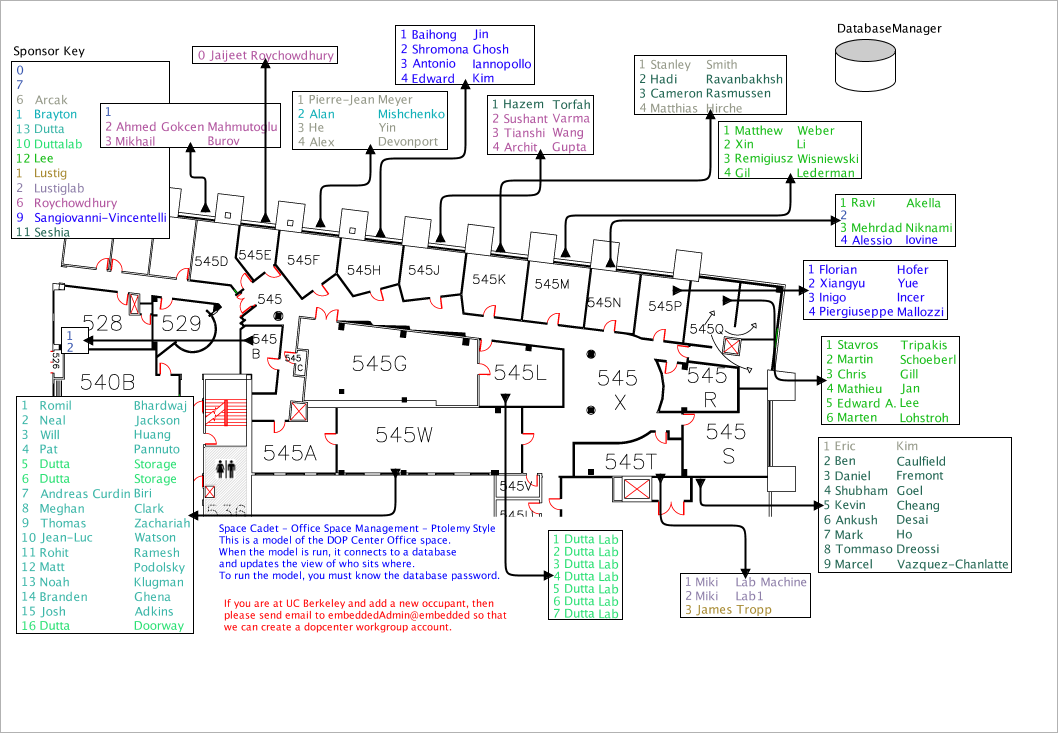 DatabaseManager
Sponsor Key
0
7
6 Arcak
1 Brayton
13 Dutta
10 Duttalab
12 Lee
1 Lustig
2 Lustiglab
6 Roychowdhury
9 Sangiovanni-Vincentelli
11 Seshia
0 Jaijeet Roychowdhury
1
2 Ahmed Gokcen Mahmutoglu
3 Mikhail Burov
1 Pierre-Jean Meyer
2 Alan Mishchenko
3 He Yin
4 Alex Devonport
1 Baihong Jin
2 Shromona Ghosh
3 Antonio Iannopollo
4 Edward Kim
1 Hazem Torfah
2 Sushant Varma
3 Tianshi Wang
4 Archit Gupta
1 Stanley Smith
2 Hadi Ravanbakhsh
3 Cameron Rasmussen
4 Matthias Hirche
1 Matthew Weber
2 Xin Li
3 Remigiusz Wisniewski
4 Gil Lederman
1 Ravi Akella
2
3 Mehrdad Niknami
4 Alessio Iovine
1 Florian Hofer
2 Xiangyu Yue
3 Inigo Incer
4 Piergiuseppe Mallozzi
1 Stavros Tripakis
2 Martin Schoeberl
3 Chris Gill
4 Mathieu Jan
5 Edward A. Lee
6 Marten Lohstroh
1 Eric Kim
2 Ben Caulfield
3 Daniel Fremont
4 Shubham Goel
5 Kevin Cheang
6 Ankush Desai
7 Mark Ho
8 Tommaso Dreossi
9 Marcel Vazquez-Chanlatte
545D
545E
545F
545H
545J
545K
545M
545N
545P
545Q
545
528
529
545
B
545
C
545G
545L
545
X
545
R
526
540B
545A
545W
545T
545
S
545V
1
2
1 Romil Bhardwaj
2 Neal Jackson
3 Will Huang
4 Pat Pannuto
5 Dutta Storage
6 Dutta Storage
7 Andreas Curdin Biri
8 Meghan Clark
9 Thomas Zachariah
10 Jean-Luc Watson
11 Rohit Ramesh
12 Matt Podolsky
13 Noah Klugman
14 Branden Ghena
15 Josh Adkins
16 Dutta Doorway
Space Cadet - Office Space Management - Ptolemy Style
This is a model of the DOP Center Office space.
When the model is run, it connects to a database
and updates the view of who sits where.
To run the model, you must know the database password.
If you are at UC Berkeley and add a new occupant, then
please send email to embeddedAdmin@embedded so that
we can create a dopcenter workgroup account.
1 Dutta Lab
2 Dutta Lab
3 Dutta Lab
4 Dutta Lab
5 Dutta Lab
6 Dutta Lab
7 Dutta Lab
1 Miki Lab Machine
2 Miki Lab1
3 James Tropp